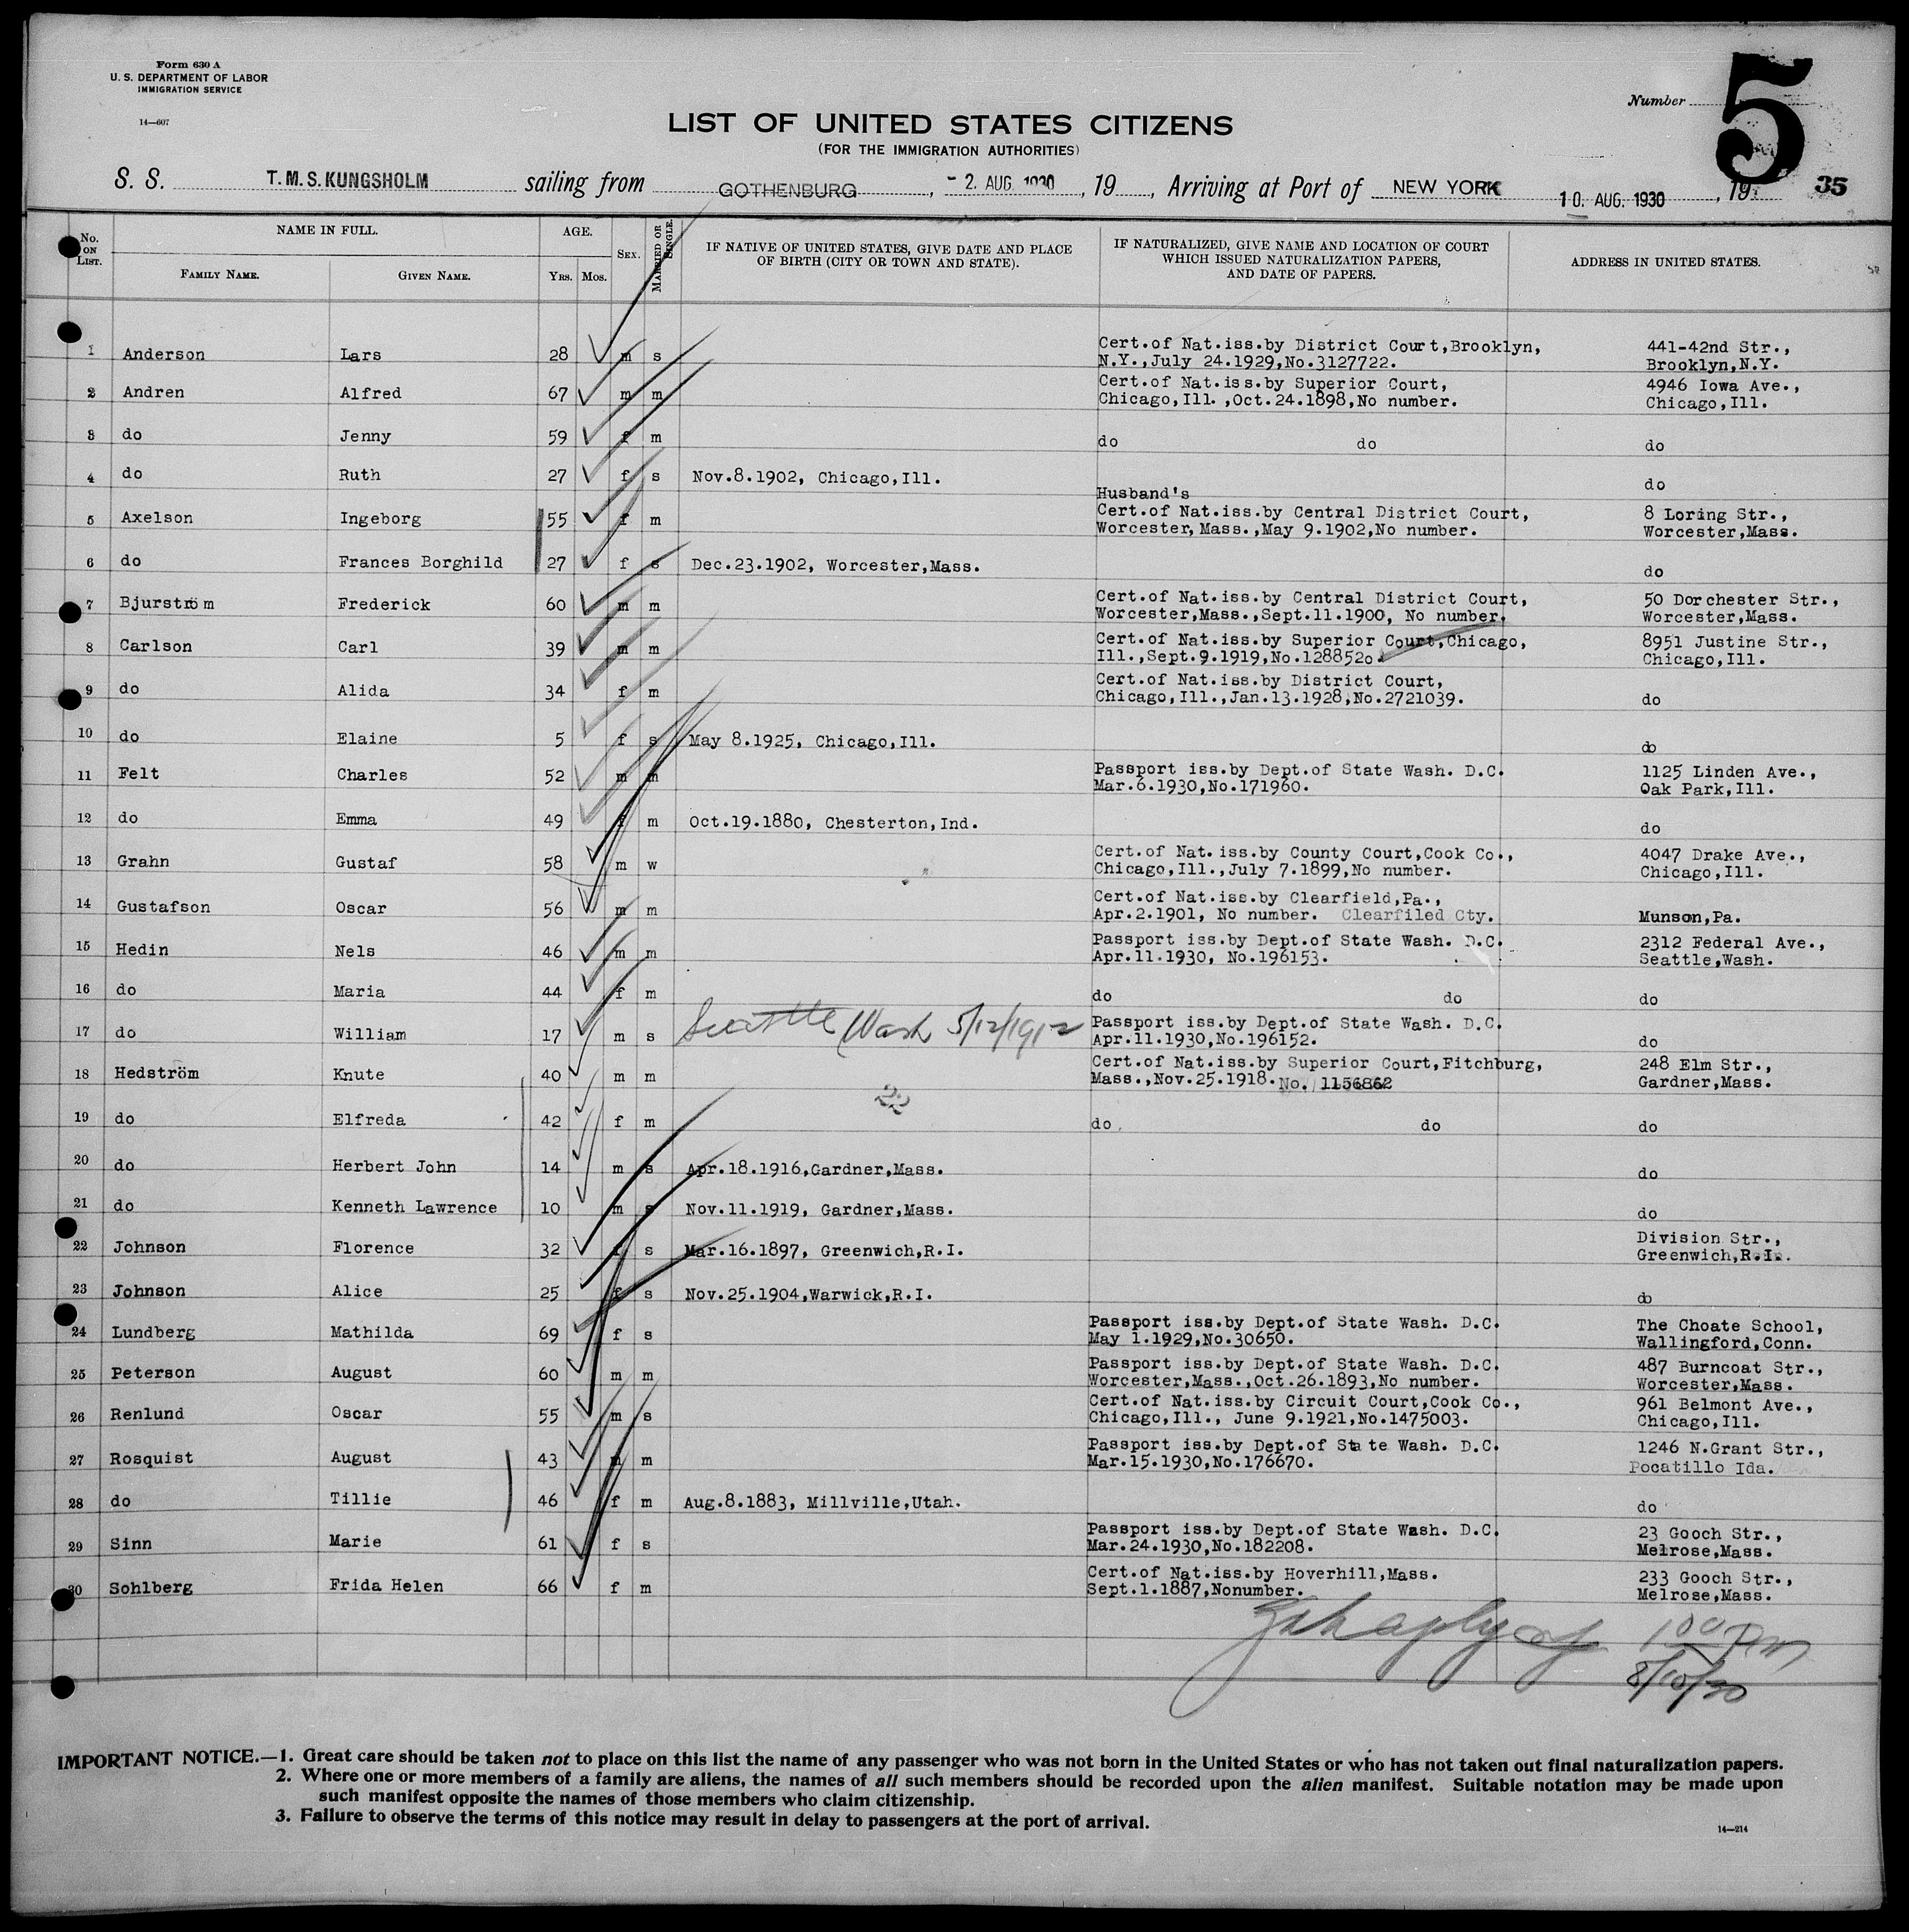 Form 630 A
U. S. DEPARTMENT OF LABOR
IMMIGRATION SERVICE
14—607
Number
5
LIST OF UNITED STATES CITIZENS
(FOR THE IMMIGRATION AUTHORITIES)
S. S. T.M.S. KUNGSHOLM sailing from GOTHENBURG, - 2. AUG. 1930, 19, Arriving at Port of NEW YORK 10. AUG. 1930, 19 35
No. ON LIST.
NAME IN FULL.
FAMILY NAME.
GIVEN NAME.
AGE.
YRS.
MOS.
SEX.
MARRIED OR SINGLE.
IF NATIVE OF UNITED STATES, GIVE DATE AND PLACE
OF BIRTH (CITY OR TOWN AND STATE).
IF NATURALIZED, GIVE NAME AND LOCATION OF COURT
WHICH ISSUED NATURALIZATION PAPERS,
AND DATE OF PAPERS.
ADDRESS IN UNITED STATES.
1 Anderson Lars 28 m s Cert.of Nat.iss.by District Court,Brooklyn, 441-42nd Str.,
N.Y.,July 24.1929,No.3127722. Brooklyn,N.Y.
2 Andren Alfred 67 m m Cert.of Nat.iss.by Superior Court, 4946 Iowa Ave.,
Chicago,Ill.,Oct.24.1898,No number. Chicago,Ill.
3 do Jenny 59 f m do do do
4 do Ruth 27 f s Nov.8.1902, Chicago,Ill. do
Husband's
5 Axelson Ingeborg 55 f m Cert.of Nat.iss.by Central District Court, 8 Loring Str.,
Worcester,Mass.,May 9.1902,No number. Worcester,Mass.
6 do Frances Borghild 27 f s Dec.23.1902, Worcester,Mass. do
7 Bjurström Frederick 60 m m Cert.of Nat.iss.by Central District Court, 50 Dorchester Str.,
Worcester,Mass.,Sept.11.1900, No number. Worcester,Mass.
8 Carlson Carl 39 m m Cert.of Nat.iss.by Superior Court,Chicago, 8951 Justine Str.,
Ill.,Sept.9.1919,No.1288520. Chicago,Ill.
9 do Alida 34 f m Cert.of Nat.iss.by District Court,
Chicago,Ill.,Jan.13.1928,No.2721039. do
10 do Elaine 5 f s May 8.1925, Chicago,Ill. do
11 Felt Charles 52 m m Passport iss.by Dept.of State Wash. D.C. 1125 Linden Ave.,
Mar.6.1930,No.171960. Oak Park,Ill.
12 do Emma 49 f m Oct.19.1880, Chesterton,Ind. do
13 Grahn Gustaf 58 m w Cert.of Nat.iss.by County Court,Cook Co., 4047 Drake Ave.,
Chicago,Ill.,July 7.1899,No number. Chicago,Ill.
14 Gustafson Oscar 56 m m Cert.of Nat.iss.by Clearfield,Pa.,
Apr.2.1901, No number. Clearfiled Cty. Munson,Pa.
15 Hedin Nels 46 m m Passport iss.by Dept.of State Wash. D.C. 2312 Federal Ave.,
Apr.11.1930, No.196153. Seattle,Wash.
16 do Maria 44 f m do do do
17 do William 17 m s Seattle Wash 5/12/1912 Passport iss.by Dept.of State Wash. D.C.
Apr.11.1930,No.196152. do
18 Hedström Knute 40 m m Cert.of Nat.iss.by Superior Court,Fitchburg, 248 Elm Str.,
Mass.,Nov.25.1918. No. 1156862 Gardner,Mass.
22
19 do Elfreda 42 f m do do do
20 do Herbert John 14 m s Apr.18.1916,Gardner,Mass. do
21 do Kenneth Lawrence 10 m s Nov.11.1919, Gardner,Mass. do
22 Johnson Florence 32 f s Mar.16.1897, Greenwich,R.I. Division Str.,
Greenwich,R.I.
23 Johnson Alice 25 f s Nov.25.1904,Warwick,R.I. do
24 Lundberg Mathilda 69 f s Passport iss.by Dept.of State Wash. D.C. The Choate School,
May 1.1929,No.30650. Wallingford,Conn.
25 Peterson August 60 m m Passport iss.by Dept.of State Wash. D.C. 487 Burncoat Str.,
Worcester,Mass.,Oct.26.1893,No number. Worcester,Mass.
26 Renlund Oscar 55 m s Cert.of Nat.iss.by Circuit Court,Cook Co., 961 Belmont Ave.,
Chicago,Ill., June 9.1921,No.1475003. Chicago,Ill.
27 Rosquist August 43 m m Passport iss.by Dept.of State Wash. D.C. 1246 N.Grant Str.,
Mar.15.1930,No.176670. Pocatillo Ida.
28 do Tillie 46 f m Aug.8.1883, Millville,Utah. do
29 Sinn Marie 61 f s Passport iss.by Dept.of State Wash. D.C. 23 Gooch Str.,
Mar.24.1930,No.182208. Melrose,Mass.
30 Sohlberg Frida Helen 66 f m Cert.of Nat.iss.by Hoverhill,Mass. 233 Gooch Str.,
Sept.1.1887,Nonumber. Melrose,Mass.
1 00 PM
8/10/30
IMPORTANT NOTICE.—1. Great care should be taken not to place on this list the name of any passenger who was not born in the United States or who has not taken out final naturalization papers.
2. Where one or more members of a family are aliens, the names of all such members should be recorded upon the alien manifest. Suitable notation may be made upon
such manifest opposite the names of those members who claim citizenship.
3. Failure to observe the terms of this notice may result in delay to passengers at the port of arrival.
14—214